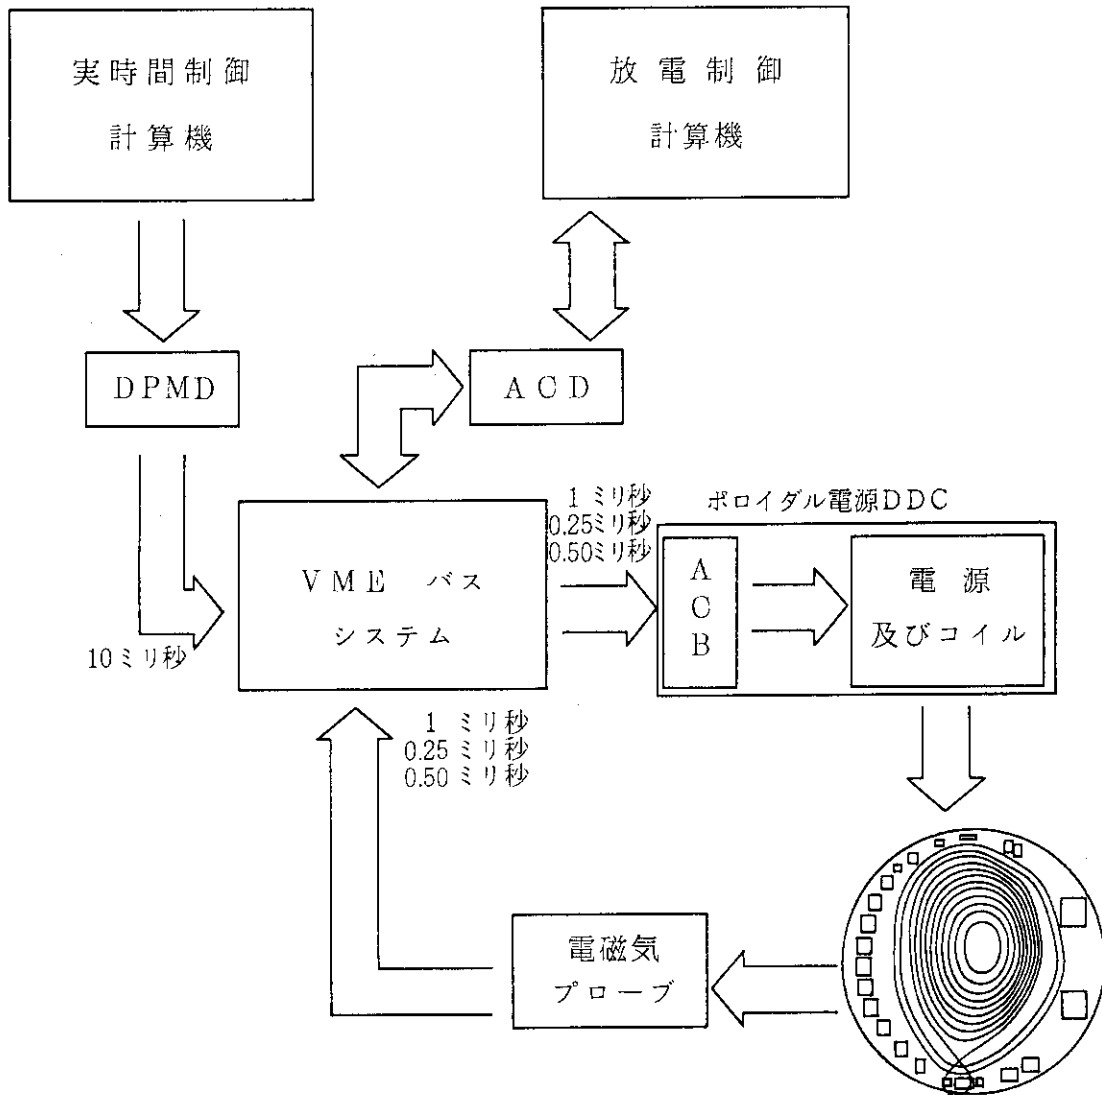 実時間制御
計算機
放電制御
計算機
DPMD
ACD
1 ミリ秒
0.25ミリ秒
0.50ミリ秒
ポロイダル電源DDC
VME バス
システム
A
C
B
電源
及びコイル
10ミリ秒
1 ミリ秒
0.25 ミリ秒
0.50 ミリ秒
電磁気
プローブ